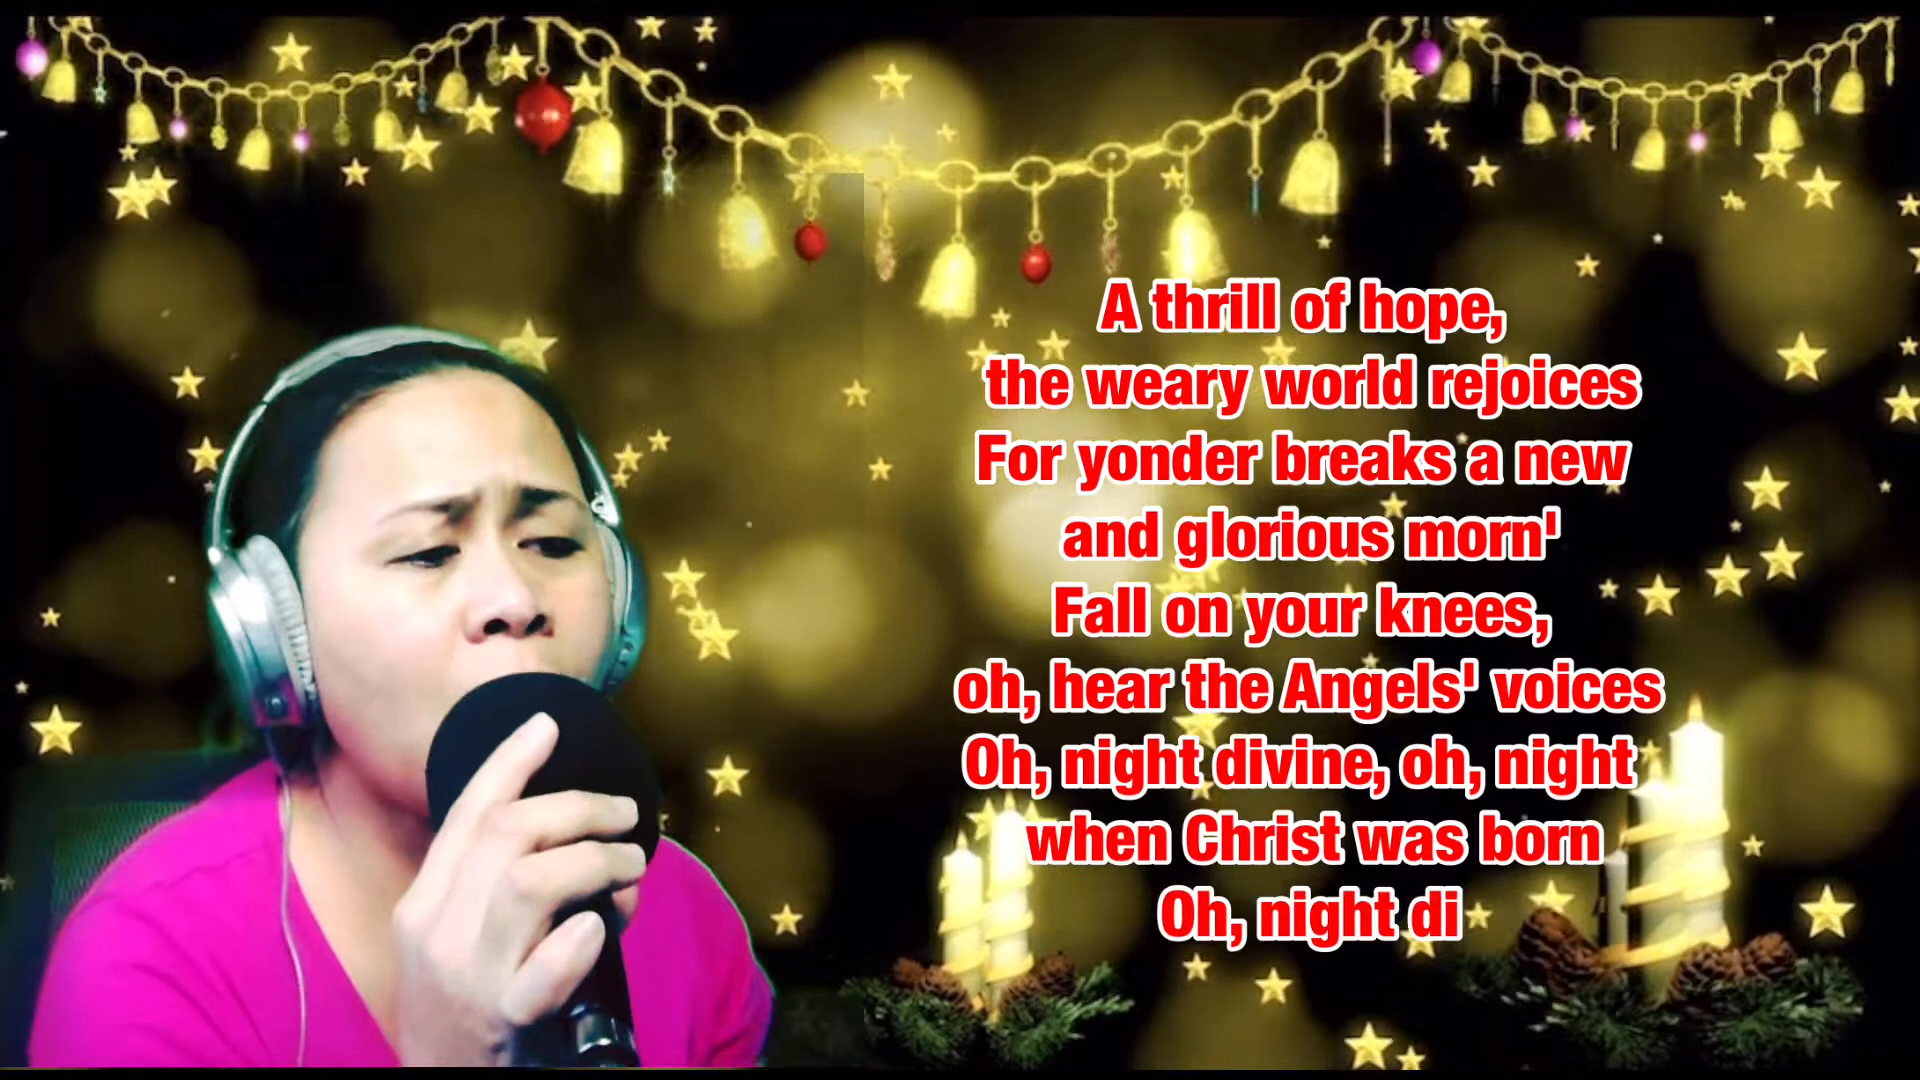 A thrill of hope,
the weary world rejoices
For yonder breaks a new
and glorious morn'
Fall on your knees,
oh, hear the Angels' voices
Oh, night divine, oh, night
when Christ was born
Oh, night di